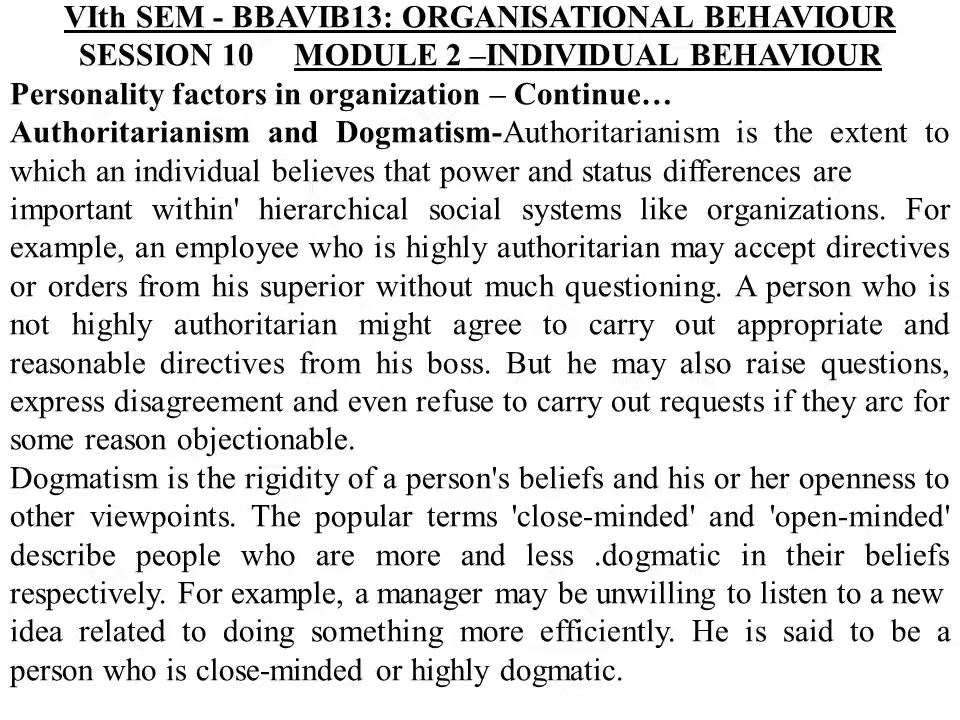 VIth SEM - BBAVIB13: ORGANISATIONAL BEHAVIOUR
SESSION 10 MODULE 2 –INDIVIDUAL BEHAVIOUR
Personality factors in organization – Continue…
Authoritarianism and Dogmatism-Authoritarianism is the extent to
which an individual believes that power and status differences are
important within' hierarchical social systems like organizations. For
example, an employee who is highly authoritarian may accept directives
or orders from his superior without much questioning. A person who is
not highly authoritarian might agree to carry out appropriate and
reasonable directives from his boss. But he may also raise questions,
express disagreement and even refuse to carry out requests if they arc for
some reason objectionable.
Dogmatism is the rigidity of a person's beliefs and his or her openness to
other viewpoints. The popular terms 'close-minded' and 'open-minded'
describe people who are more and less .dogmatic in their beliefs
respectively. For example, a manager may be unwilling to listen to a new
idea related to doing something more efficiently. He is said to be a
person who is close-minded or highly dogmatic.